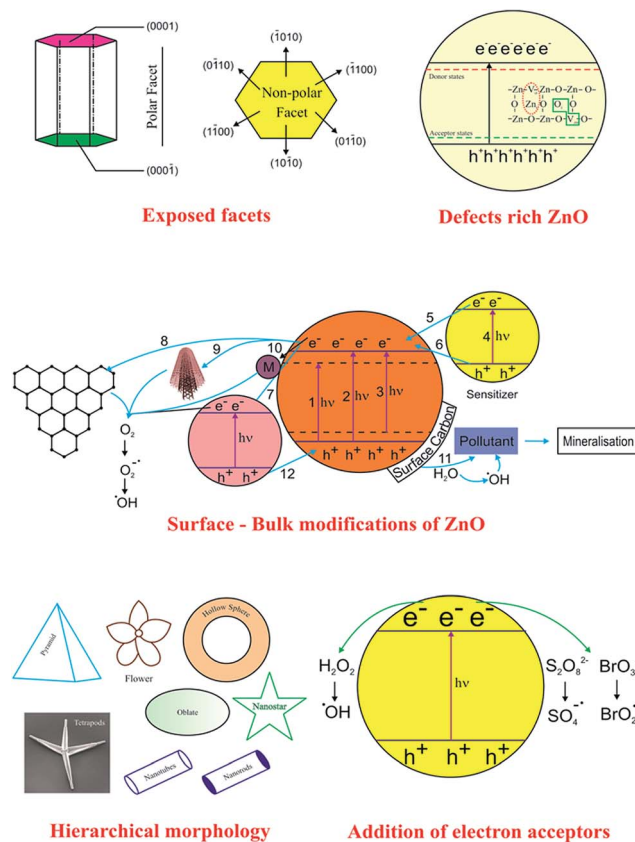 (0001)
Polar Facet
(0001̄)
(1̄010)
(01̄10)
(1̄100)
Non-polar
Facet
(11̄00)
(011̄0)
(101̄0)
Exposed facets
e⁻e⁻e⁻e⁻e⁻e⁻
Donor states
Acceptor states
h⁺h⁺h⁺h⁺h⁺h⁺
Defects rich ZnO
8
9
10
M
7
e⁻ e⁻
hν
h⁺ h⁺
12
O₂
O₂⁻•
•OH
e⁻ e⁻ e⁻ e⁻
1 hν
2 hν
3 hν
h⁺ h⁺ h⁺ h⁺
Surface Carbon
5
6
e⁻ e⁻
4 hν
h⁺ h⁺
Sensitizer
Pollutant
Mineralisation
11
H₂O
•OH
Surface - Bulk modifications of ZnO
Pyramid
Flower
Hollow Sphere
Oblate
Nanostar
Tetrapods
Nanotubes
Nanorods
Hierarchical morphology
e⁻ e⁻ e⁻
hν
h⁺ h⁺ h⁺
H₂O₂
•OH
S₂O₈²⁻
SO₄⁻•
BrO₃⁻
BrO₂•
Addition of electron acceptors